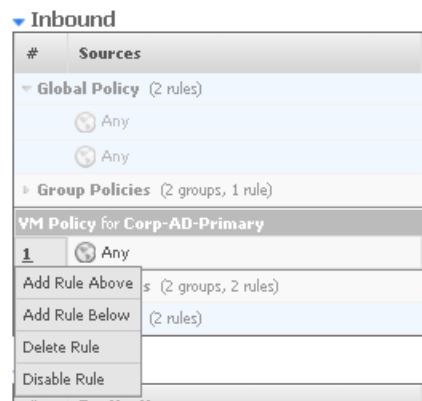 Inbound
# Sources
Global Policy (2 rules)
Any
Any
Group Policies (2 groups, 1 rule)
VM Policy for Corp-AD-Primary
1 Any
Add Rule Above
s (2 groups, 2 rules)
Add Rule Below
(2 rules)
Delete Rule
Disable Rule